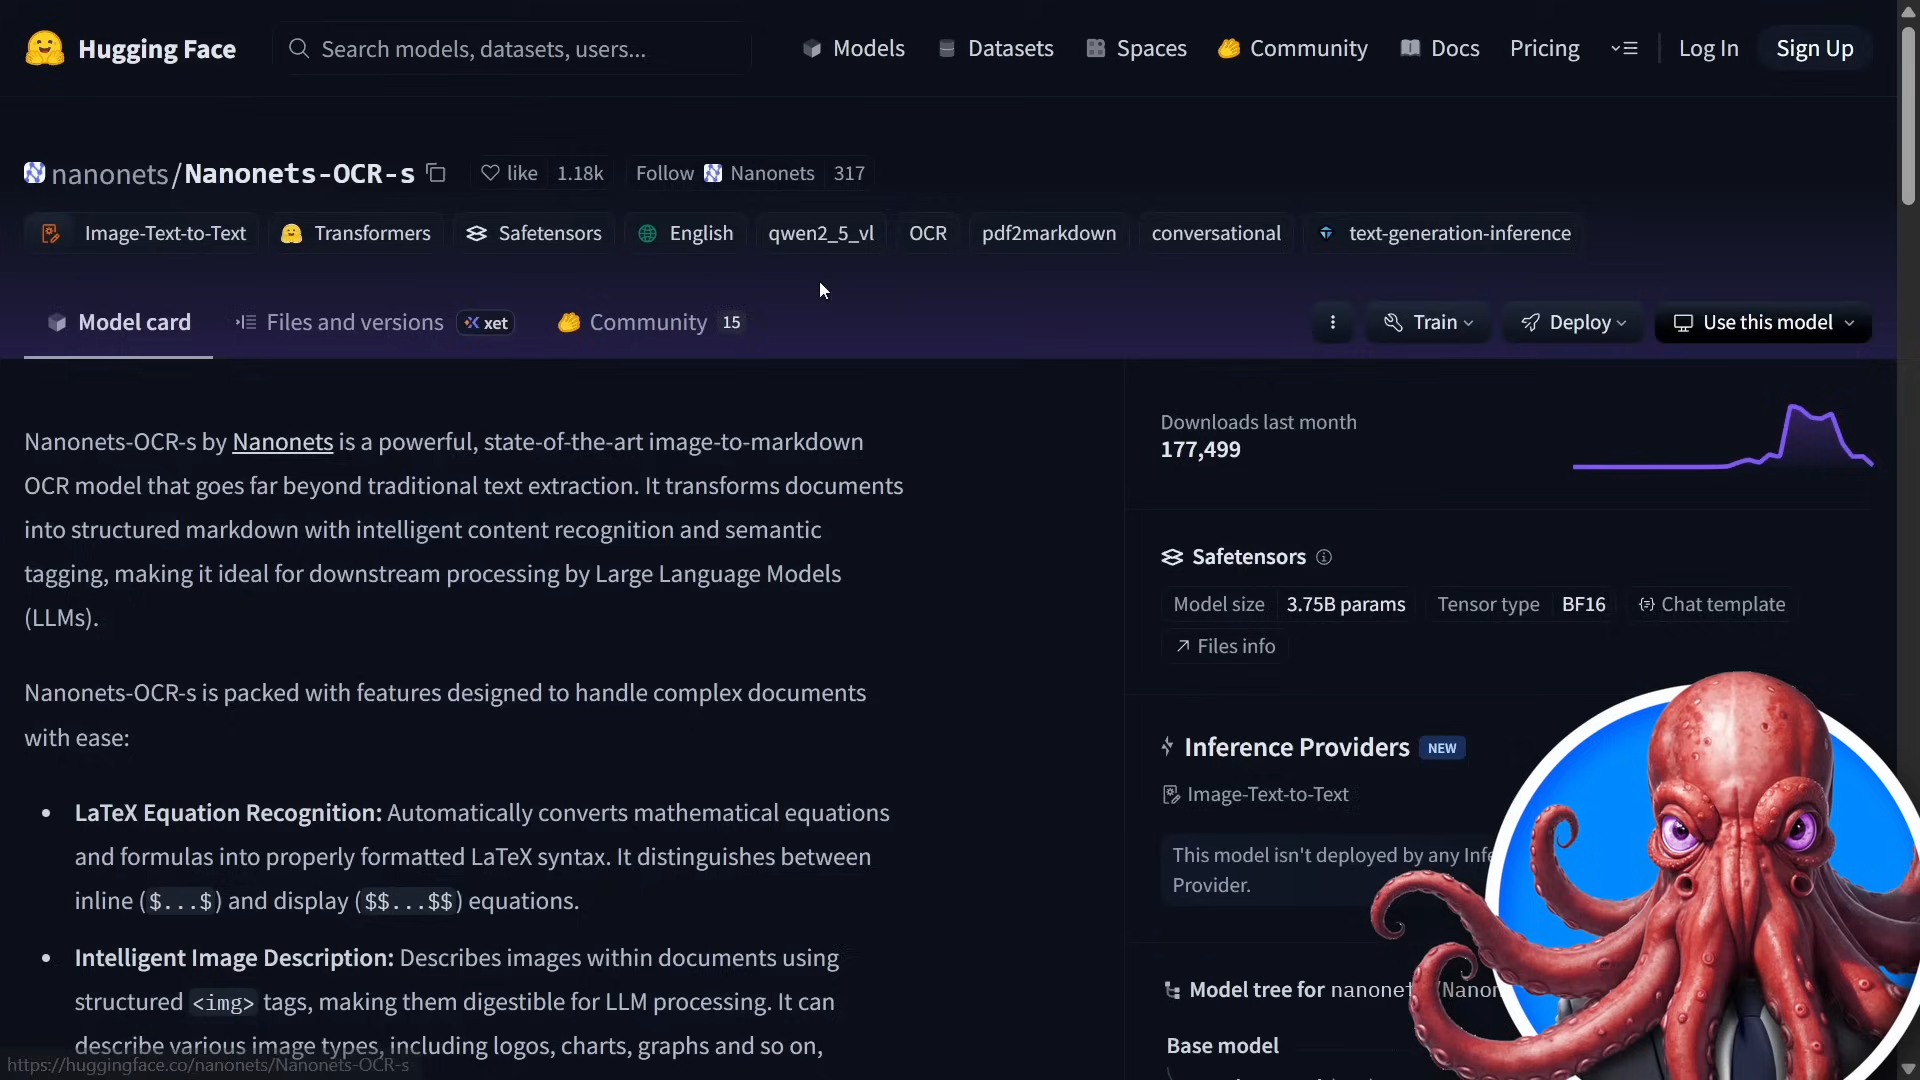 Hugging Face
Search models, datasets, users...
Models
Datasets
Spaces
Community
Docs
Pricing
Log In
Sign Up
nanonets/Nanonets-OCR-s
like 1.18k
Follow Nanonets 317
Image-Text-to-Text
Transformers
Safetensors
English
qwen2_5_vl
OCR
pdf2markdown
conversational
text-generation-inference
Model card
Files and versions
xet
Community 15
Train
Deploy
Use this model
Nanonets-OCR-s by Nanonets is a powerful, state-of-the-art image-to-markdown
OCR model that goes far beyond traditional text extraction. It transforms documents
into structured markdown with intelligent content recognition and semantic
tagging, making it ideal for downstream processing by Large Language Models
(LLMs).
Nanonets-OCR-s is packed with features designed to handle complex documents
with ease:
• LaTeX Equation Recognition: Automatically converts mathematical equations
and formulas into properly formatted LaTeX syntax. It distinguishes between
inline ($...$) and display ($$...$$) equations.
• Intelligent Image Description: Describes images within documents using
structured <img> tags, making them digestible for LLM processing. It can
describe various image types, including logos, charts, graphs and so on,
https://huggingface.co/nanonets/Nanonets-OCR-s
Downloads last month
177,499
Safetensors
Model size 3.75B params
Tensor type BF16
Chat template
Files info
Inference Providers NEW
Image-Text-to-Text
This model isn't deployed by any
Provider.
Model tree for
Base model